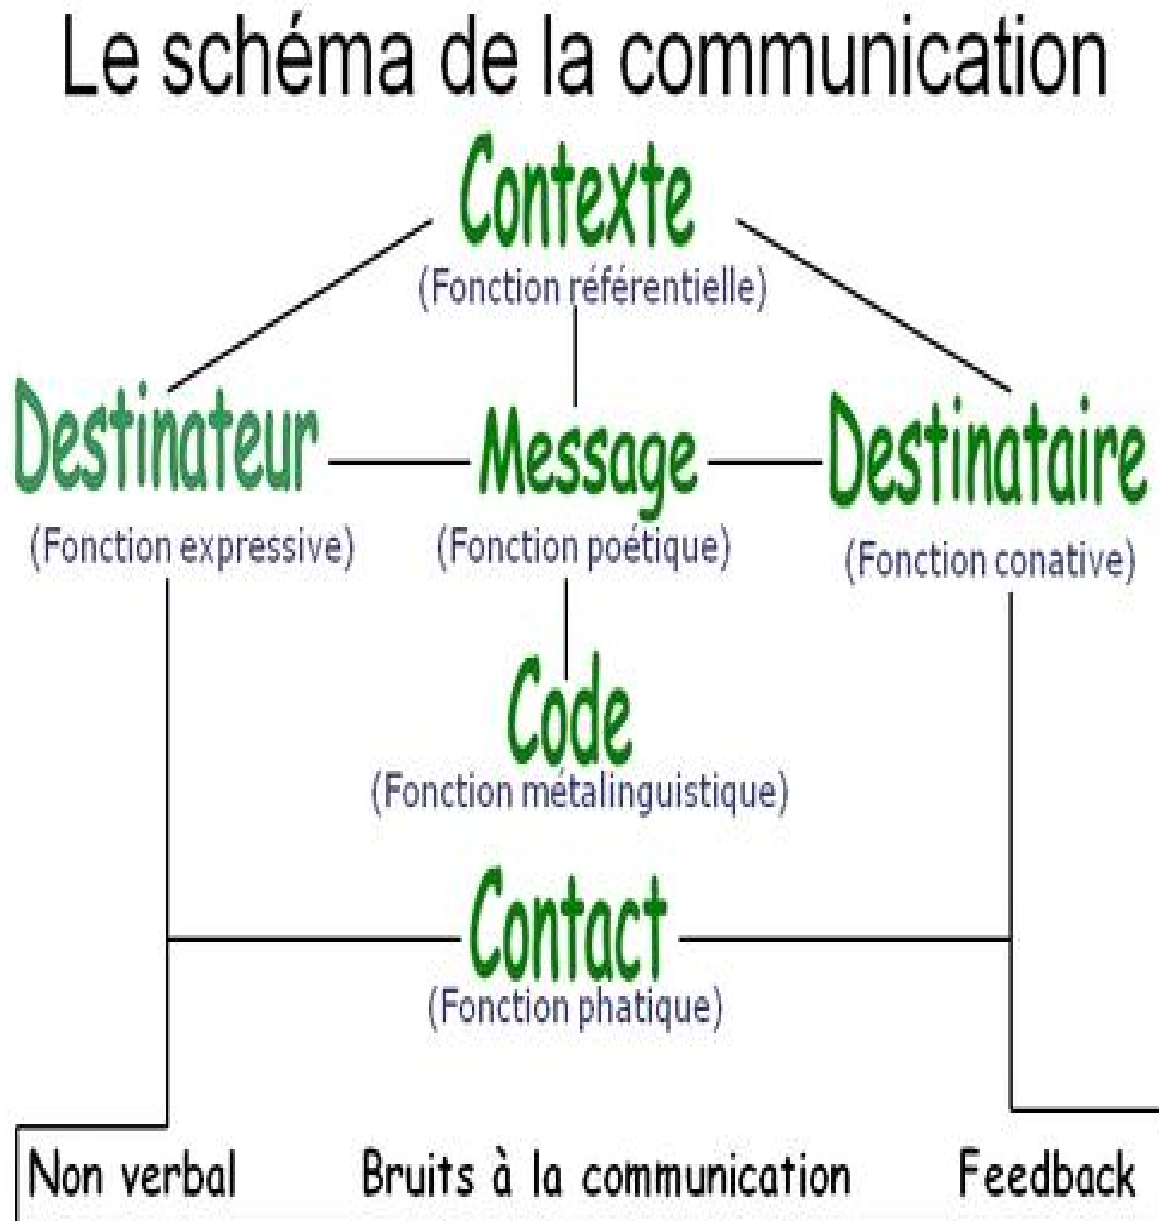 Le schéma de la communication
Contexte
(Fonction référentielle)
Destinateur Message Destinataire
(Fonction expressive) (Fonction poétique) (Fonction conative)
Code
(Fonction métalinguistique)
Contact
(Fonction phatique)
Non verbal Bruits à la communication Feedback